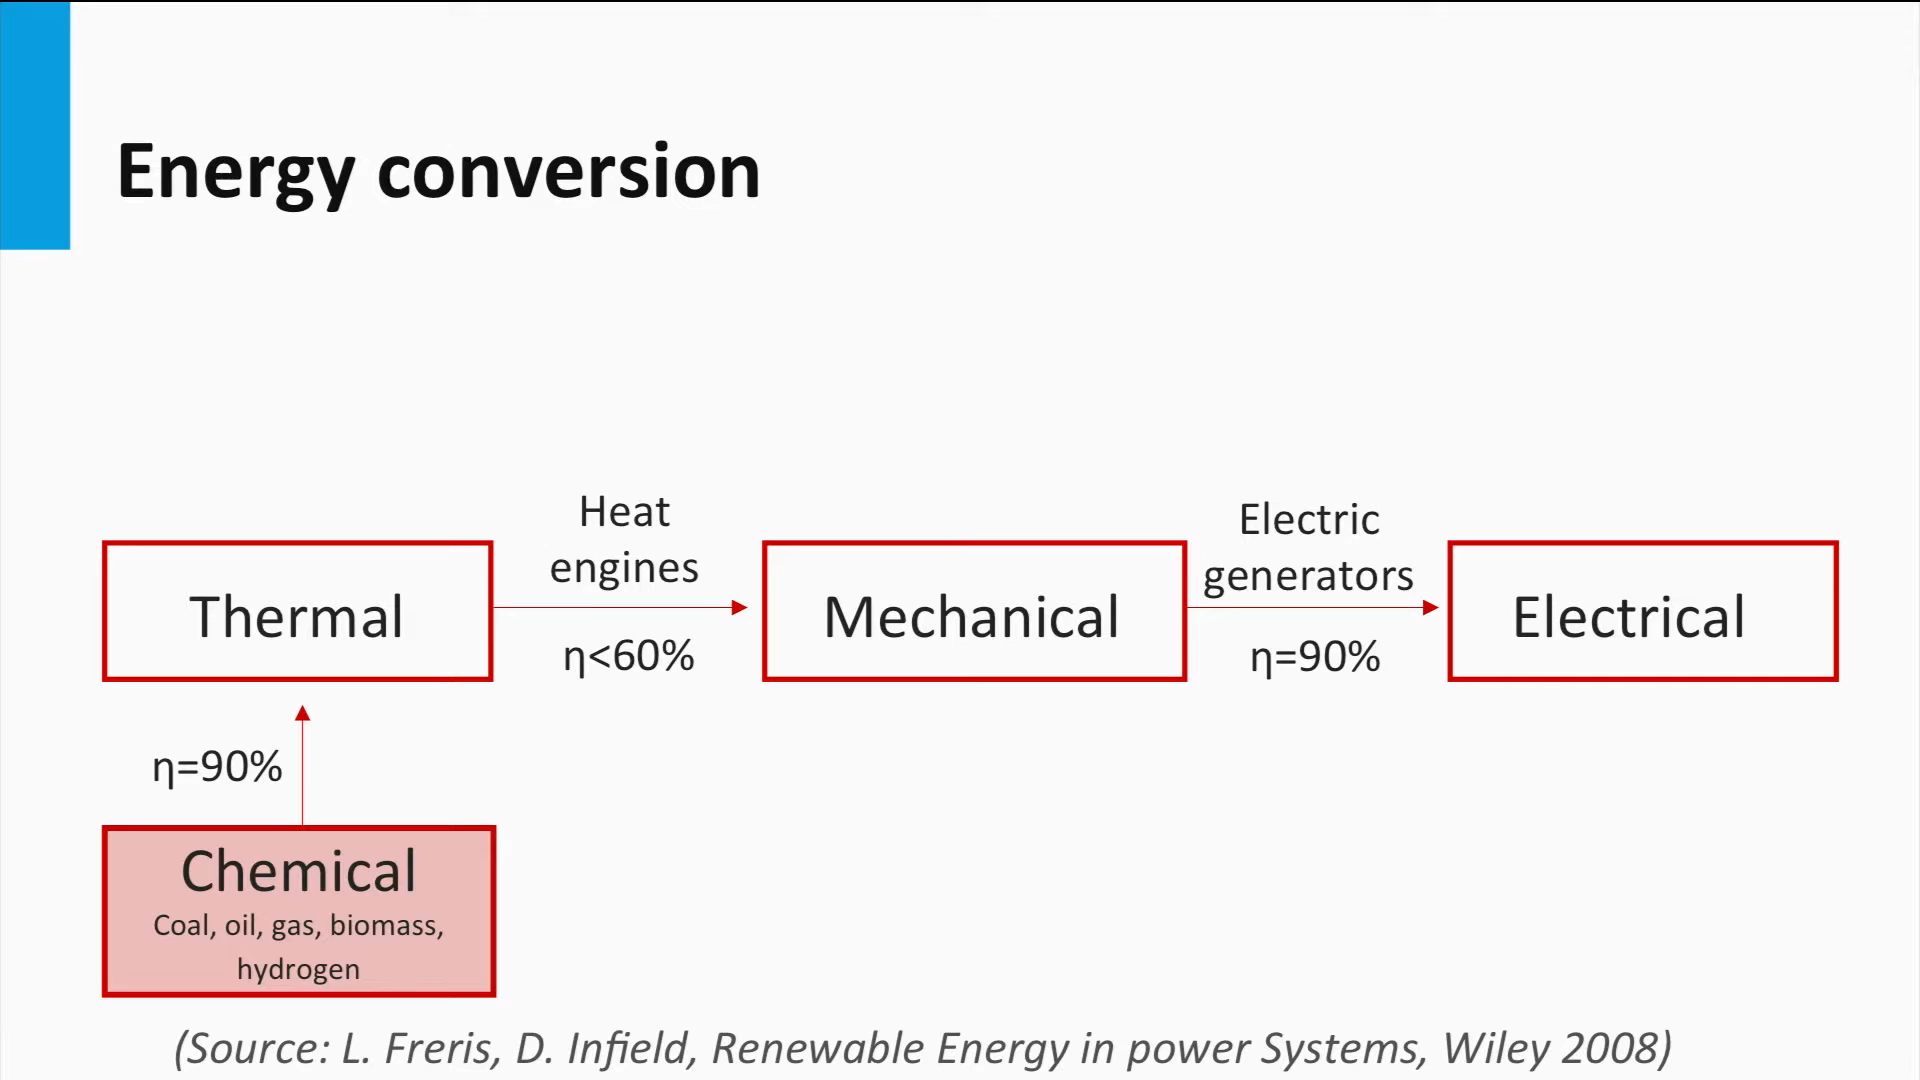 Energy conversion
Heat
engines
Electric
generators
Thermal
Mechanical
Electrical
η<60%
η=90%
η=90%
Chemical
Coal, oil, gas, biomass,
hydrogen
(Source: L. Freris, D. Infield, Renewable Energy in power Systems, Wiley 2008)